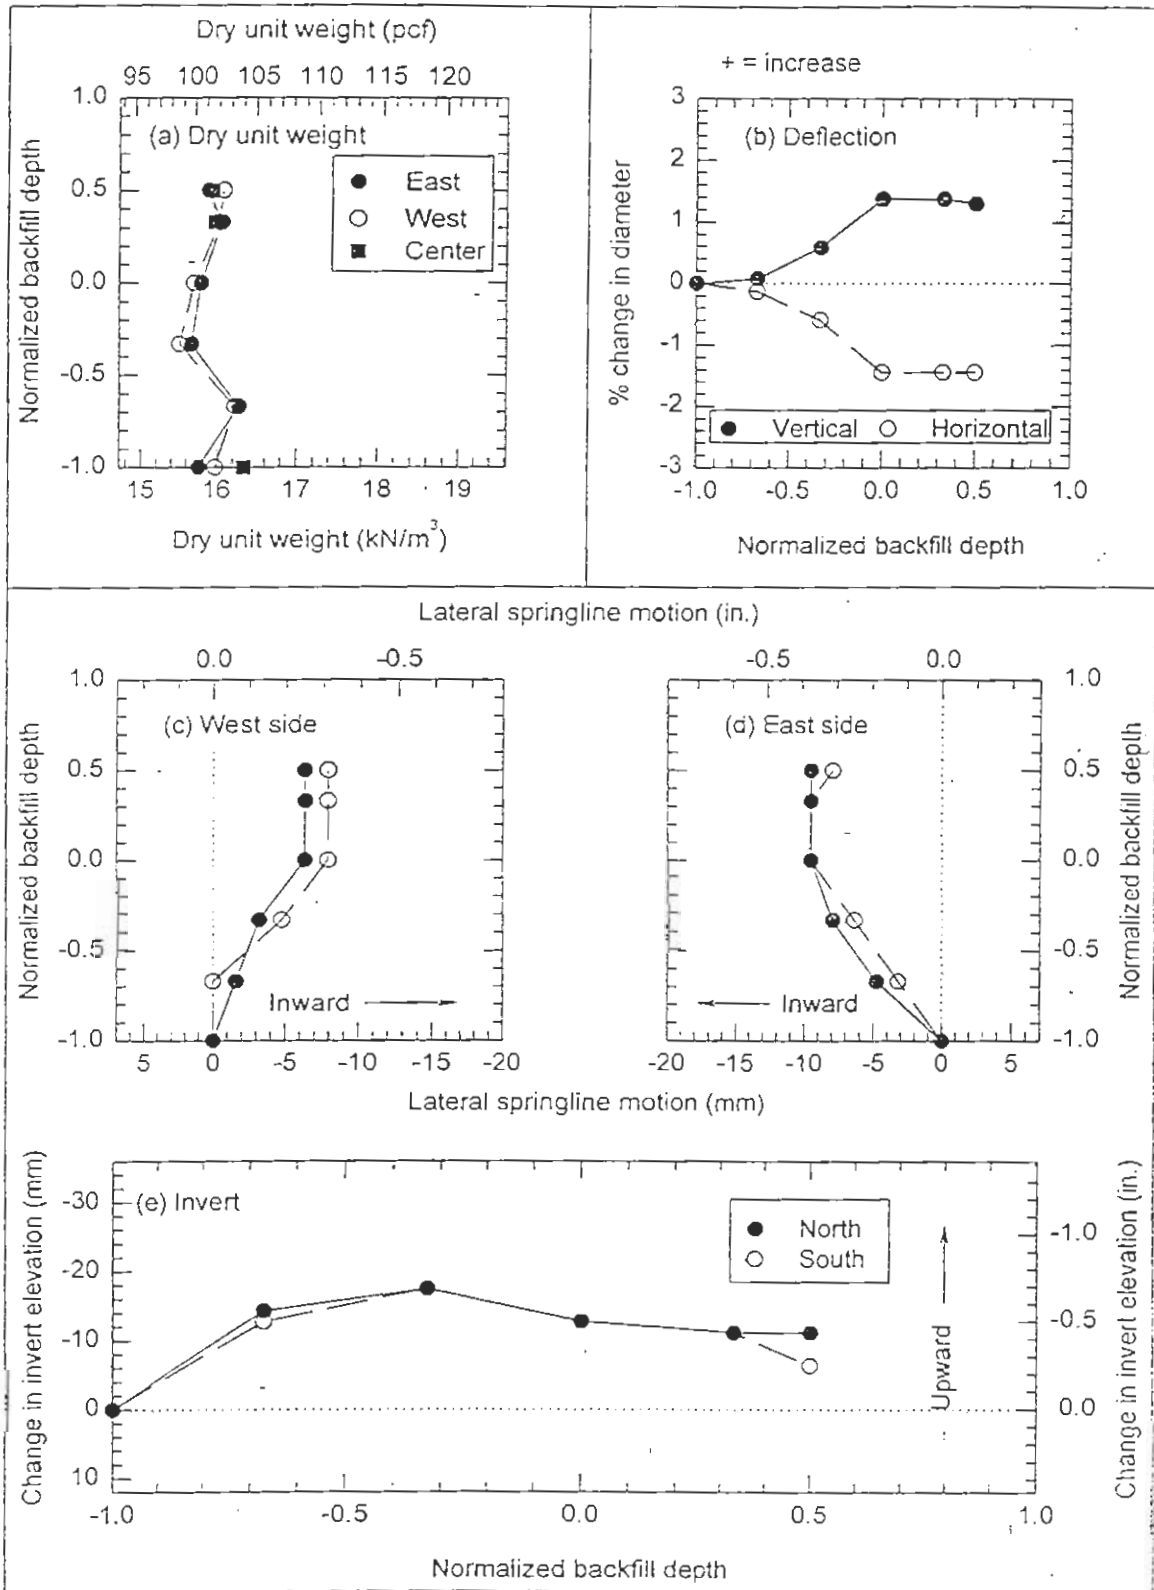 Dry unit weight (pcf)
95 100 105 110 115 120
1.0
0.5
0.0
-0.5
-1.0
Normalized backfill depth
(a) Dry unit weight
East
West
Center
15 16 17 18 19
Dry unit weight (kN/m³)
+ = increase
3
2
1
0
-1
-2
-3
% change in diameter
(b) Deflection
Vertical Horizontal
-1.0 -0.5 0.0 0.5 1.0
Normalized backfill depth
Lateral springline motion (in.)
0.0 -0.5
-0.5 0.0
1.0
0.5
0.0
-0.5
-1.0
Normalized backfill depth
(c) West side
Inward
5 0 -5 -10 -15 -20
(d) East side
Inward
1.0
0.5
0.0
-0.5
-1.0
Normalized backfill depth
-20 -15 -10 -5 0 5
Lateral springline motion (mm)
Change in invert elevation (mm)
-30
-20
-10
0
10
(e) Invert
North
South
Upward
-1.0
-0.5
0.0
Change in invert elevation (in.)
-1.0 -0.5 0.0 0.5 1.0
Normalized backfill depth